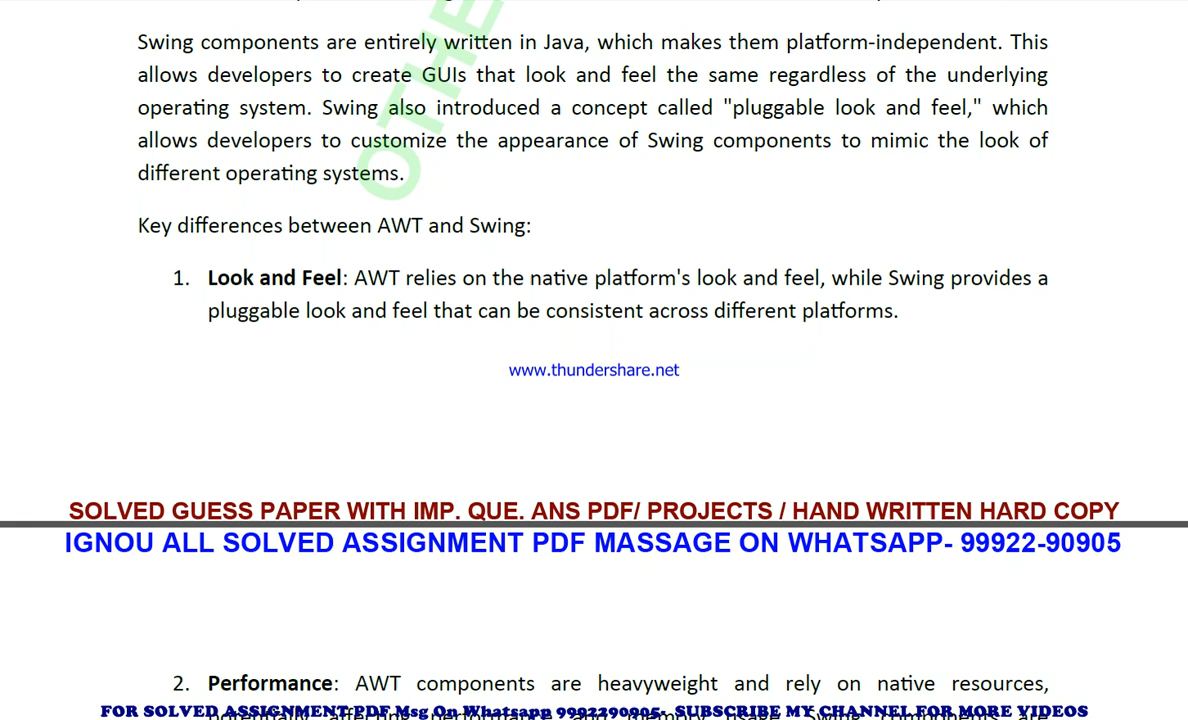 Swing components are entirely written in Java, which makes them platform-independent. This
allows developers to create GUIs that look and feel the same regardless of the underlying
operating system. Swing also introduced a concept called "pluggable look and feel," which
allows developers to customize the appearance of Swing components to mimic the look of
different operating systems.
OTHE
Key differences between AWT and Swing:
1. Look and Feel: AWT relies on the native platform's look and feel, while Swing provides a
pluggable look and feel that can be consistent across different platforms.
www.thundershare.net
SOLVED GUESS PAPER WITH IMP. QUE. ANS PDF/ PROJECTS / HAND WRITTEN HARD COPY
IGNOU ALL SOLVED ASSIGNMENT PDF MASSAGE ON WHATSAPP- 99922-90905
2. Performance: AWT components are heavyweight and rely on native resources,
FOR SOLVED ASSIGNMENT PDF Msg On Whatsapp 9992290905- SUBSCRIBE MY CHANNEL FOR MORE VIDEOS